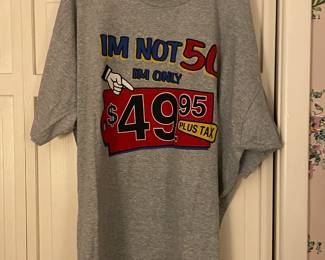 IM NOT 50
IM ONLY
$49.95
PLUS TAX